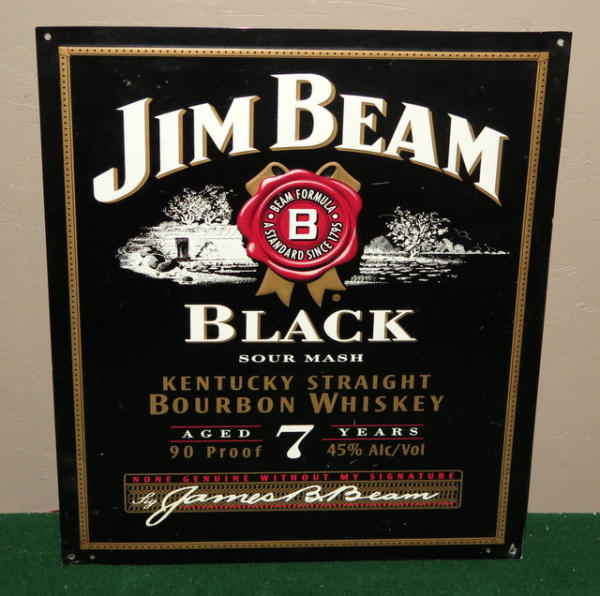 JIM BEAM
BEAM FORMULA
B
A STANDARD SINCE 1795
®
BLACK
SOUR MASH
KENTUCKY STRAIGHT
BOURBON WHISKEY
AGED 7 YEARS
90 Proof 45% Alc/Vol
NONE GENUINE WITHOUT MY SIGNATURE
Sig James B. Beam